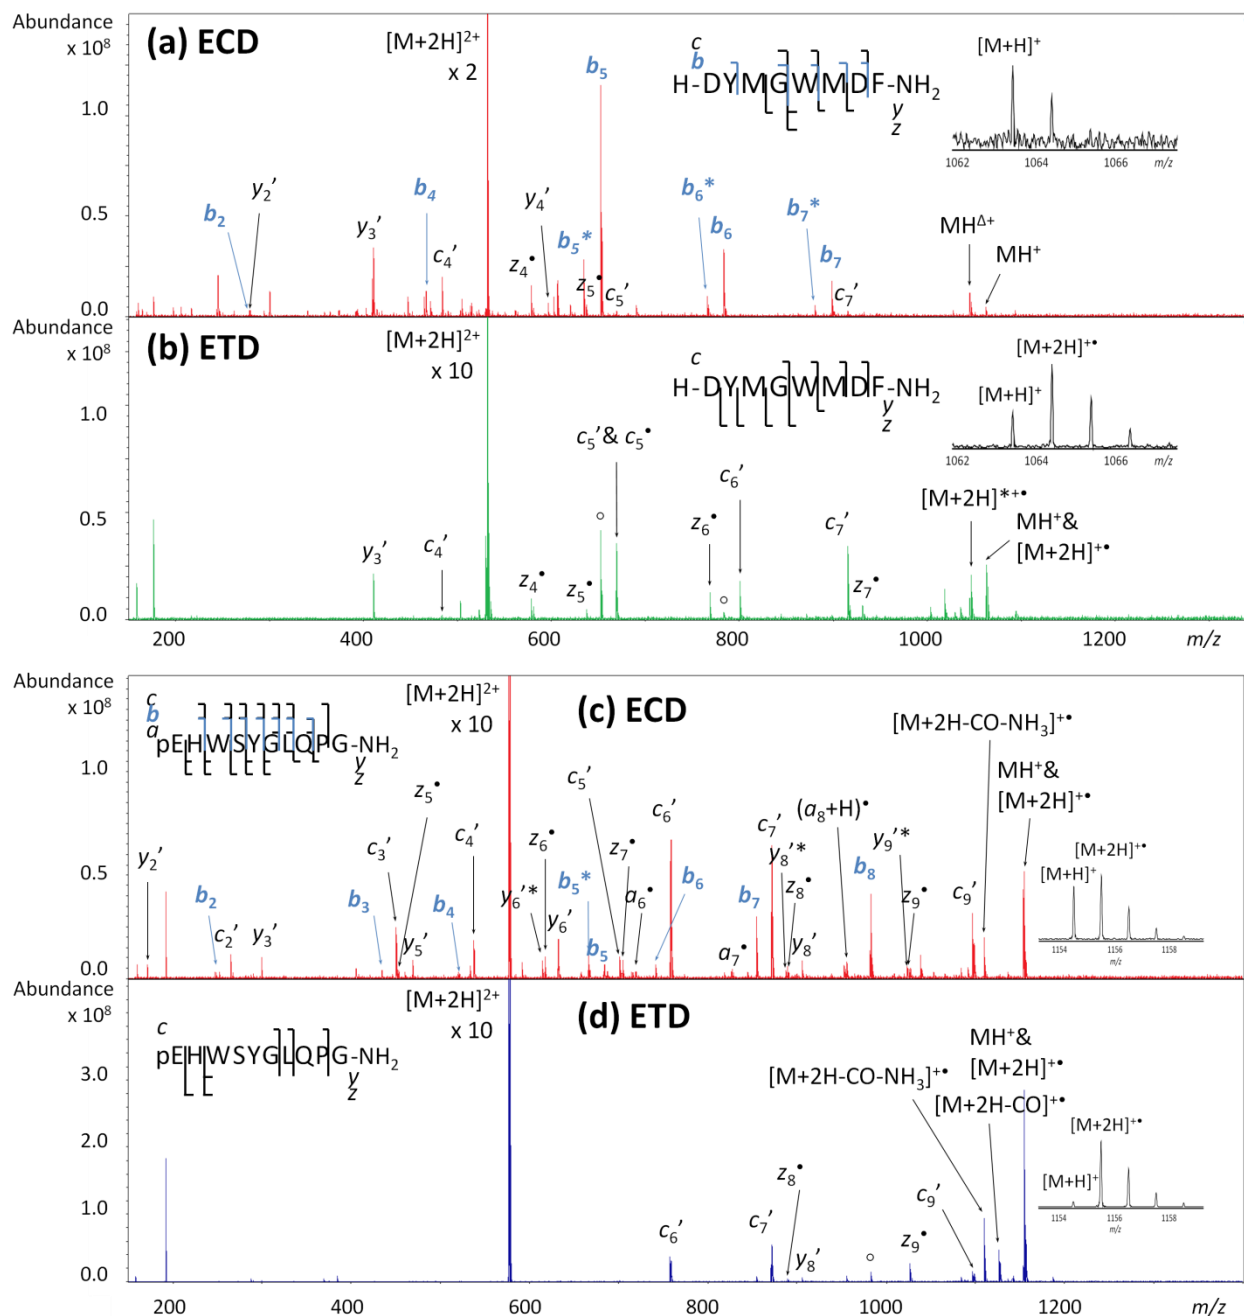 Abundance
x 10⁸
(a) ECD
[M+2H]²⁺
x 2
1.0
0.5
0.0
b₂
y₂’
y₃’
b₄
c₄’
z₄•
y₄’
b₅*
b₅
z₅•
c₅’
b₆*
b₆
b₇*
b₇
c₇’
MHᐞ⁺
MH⁺
c
b
H-DYMGWMDF-NH₂
y
z
[M+H]⁺
1062 1064 1066 m/z
(b) ETD
x 10⁸
[M+2H]²⁺
x 10
1.0
0.5
0.0
y₃’
c₄’
z₄•
z₅•
c₅’& c₅•
z₆•
c₆’
c₇’
z₇•
[M+2H]*⁺•
MH⁺&
[M+2H]⁺•
c
H-DYMGWMDF-NH₂
y
z
[M+H]⁺
[M+2H]⁺•
1062 1064 1066 m/z
200 400 600 800 1000 1200 m/z
Abundance
x 10⁸
[M+2H]²⁺
x 10
(c) ECD
1.0
0.5
0.0
c
b
a
pEHWSYGLQPG-NH₂
y
z
y₂’
b₂
c₂’
y₃’
b₃
c₃’
z₅•
y₅’
b₄
c₄’
y₆’*
z₆•
y₆’
b₅*
c₅’
b₅
z₇•
a₆•
b₆
c₆’
a₇•
b₇
c₇’
y₈’*
z₈•
y₈’
(a₈+H)•
b₈
y₉’*
z₉•
c₉’
[M+2H-CO-NH₃]⁺•
MH⁺&
[M+2H]⁺•
[M+H]⁺
[M+2H]⁺•
1154 1156 1158
m/z
x 10⁸
[M+2H]²⁺
x 10
(d) ETD
3.0
2.0
1.0
0.0
c
pEHWSYGLQPG-NH₂
y
z
c₆’
c₇’
z₈•
y₈’
z₉•
c₉’
[M+2H-CO-NH₃]⁺•
[M+2H-CO]⁺•
MH⁺&
[M+2H]⁺•
[M+2H]⁺•
[M+H]⁺
1154 1156 1158
m/z
200 400 600 800 1000 1200 m/z